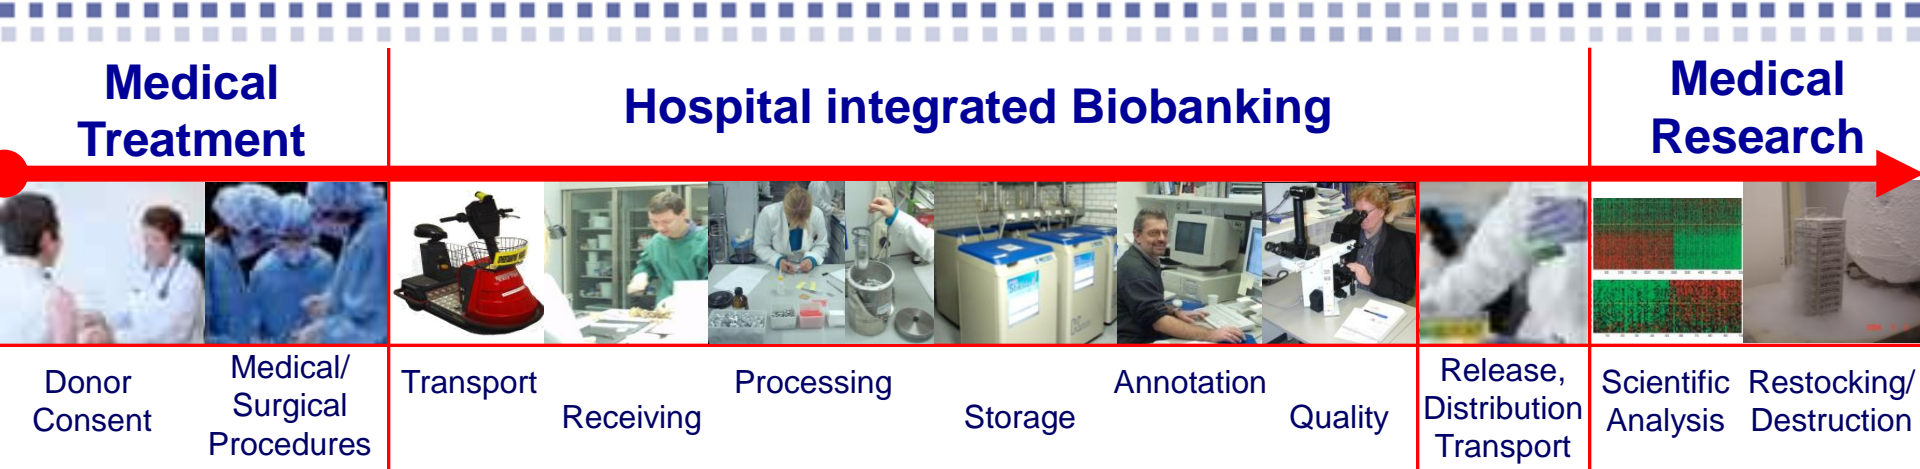 Medical
Treatment
Hospital integrated Biobanking
Medical
Research
Donor
Consent
Medical/
Surgical
Procedures
Transport
Receiving
Processing
Storage
Annotation
Quality
Release,
Distribution
Transport
Scientific
Analysis
Restocking/
Destruction